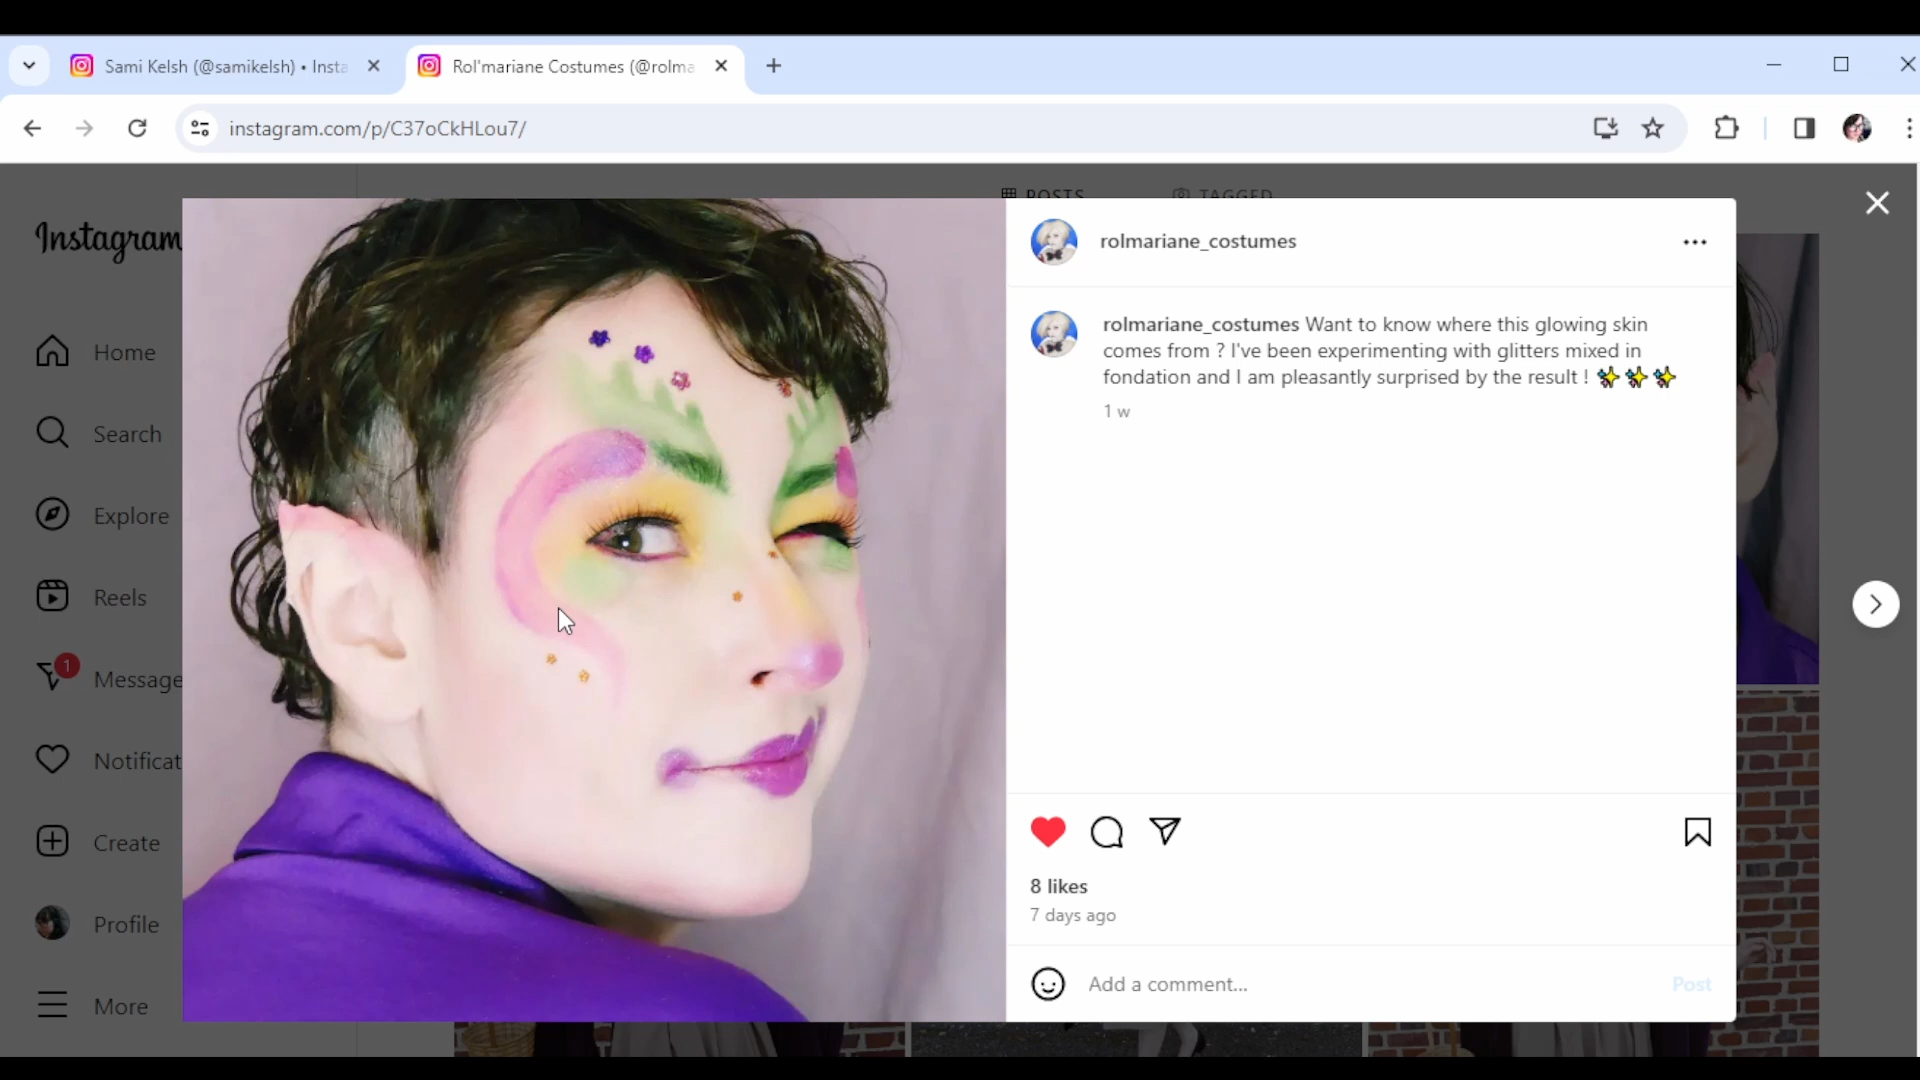 Sami Kelsh (@samikelsh) • Insta
Rol'mariane Costumes (@rolma
instagram.com/p/C37oCkHLou7/
POSTS
TAGGED
Instagram
Home
Search
Explore
Reels
1
Message
Notificat
Create
Profile
More
rolmariane_costumes
rolmariane_costumes Want to know where this glowing skin
comes from ? I've been experimenting with glitters mixed in
fondation and I am pleasantly surprised by the result ! ✨✨✨
1 w
8 likes
7 days ago
Add a comment...
Post